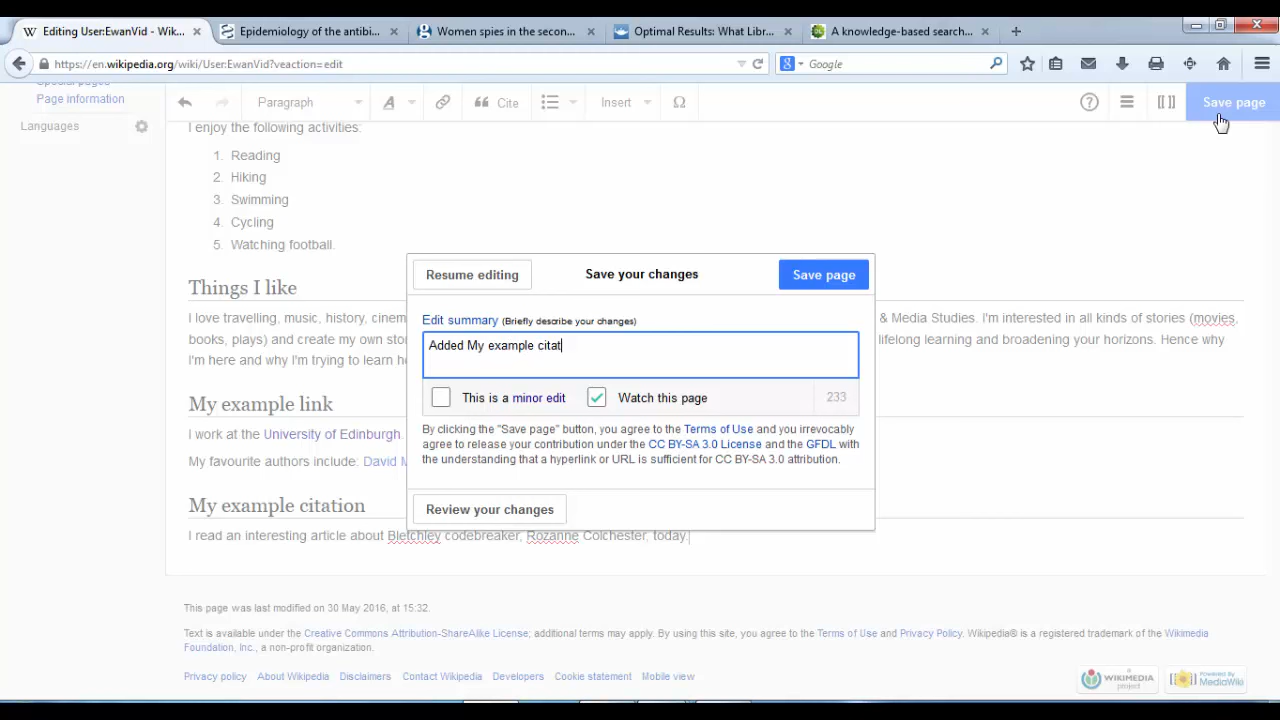 Editing User:EwanVid - Wik...
Epidemiology of the antibi...
Women spies in the secon...
Optimal Results: What Libr...
A knowledge-based search...
https://en.wikipedia.org/wiki/User:EwanVid?veaction=edit
Google
Page information
Languages
Paragraph
A
Cite
Insert
Ω
Save page
I enjoy the following activities:
1. Reading
2. Hiking
3. Swimming
4. Cycling
5. Watching football.
Things I like
I love travelling, music, history, cinem
& Media Studies. I'm interested in all kinds of stories (movies,
books, plays) and create my own sto
lifelong learning and broadening your horizons. Hence why
I'm here and why I'm trying to learn h
My example link
I work at the University of Edinburgh.
My favourite authors include: David M
My example citation
I read an interesting article about Bletchley codebreaker, Rozanne Colchester, today.
Resume editing
Save your changes
Save page
Edit summary (Briefly describe your changes)
Added My example citat
This is a minor edit
Watch this page
233
By clicking the "Save page" button, you agree to the Terms of Use and you irrevocably
agree to release your contribution under the CC BY-SA 3.0 License and the GFDL with
the understanding that a hyperlink or URL is sufficient for CC BY-SA 3.0 attribution.
Review your changes
This page was last modified on 30 May 2016, at 15:32.
Text is available under the Creative Commons Attribution-ShareAlike License; additional terms may apply. By using this site, you agree to the Terms of Use and Privacy Policy. Wikipedia® is a registered trademark of the Wikimedia
Foundation, Inc., a non-profit organization.
Privacy policy
About Wikipedia
Disclaimers
Contact Wikipedia
Developers
Cookie statement
Mobile view
WIKIMEDIA
project
Powered By
MediaWiki